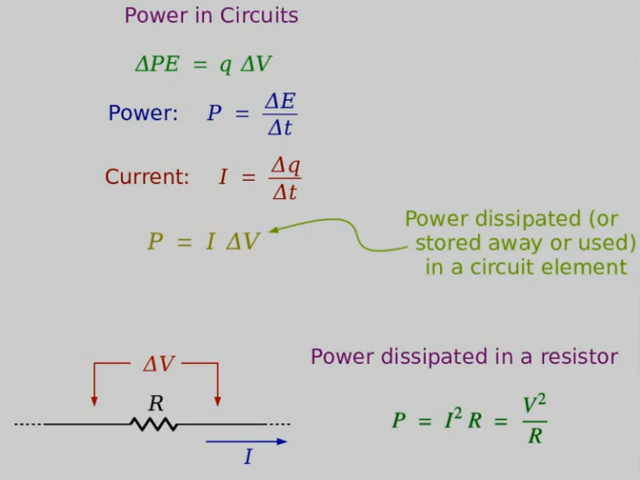 Power in Circuits
ΔPE = q ΔV
Power: P = ΔE/Δt
Current: I = Δq/Δt
P = I ΔV
Power dissipated (or
stored away or used)
in a circuit element
Power dissipated in a resistor
ΔV
R
I
P = I² R = V²/R